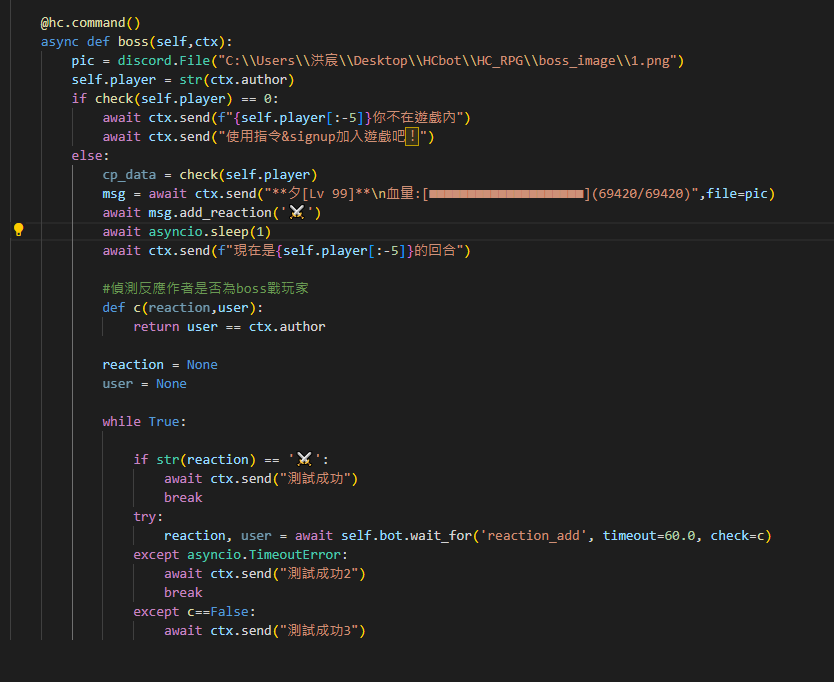 @hc.command()
async def boss(self,ctx):
    pic = discord.File("C:\\Users\\洪宸\\Desktop\\HCbot\\HC_RPG\\boss_image\\1.png")
    self.player = str(ctx.author)
    if check(self.player) == 0:
        await ctx.send(f"{self.player[:-5]}你不在遊戲內")
        await ctx.send("使用指令&signup加入遊戲吧！")
    else:
        cp_data = check(self.player)
        msg = await ctx.send("**夕[Lv 99]**\n血量:[■■■■■■■■■■■■■■■■■■■■](69420/69420)",file=pic)
        await msg.add_reaction('⚔️')
        await asyncio.sleep(1)
        await ctx.send(f"現在是{self.player[:-5]}的回合")
        #偵測反應作者是否為boss戰玩家
        def c(reaction,user):
            return user == ctx.author
        reaction = None
        user = None
        while True:
            if str(reaction) == '⚔️':
                await ctx.send("測試成功")
                break
            try:
                reaction, user = await self.bot.wait_for('reaction_add', timeout=60.0, check=c)
            except asyncio.TimeoutError:
                await ctx.send("測試成功2")
                break
            except c==False:
                await ctx.send("測試成功3")